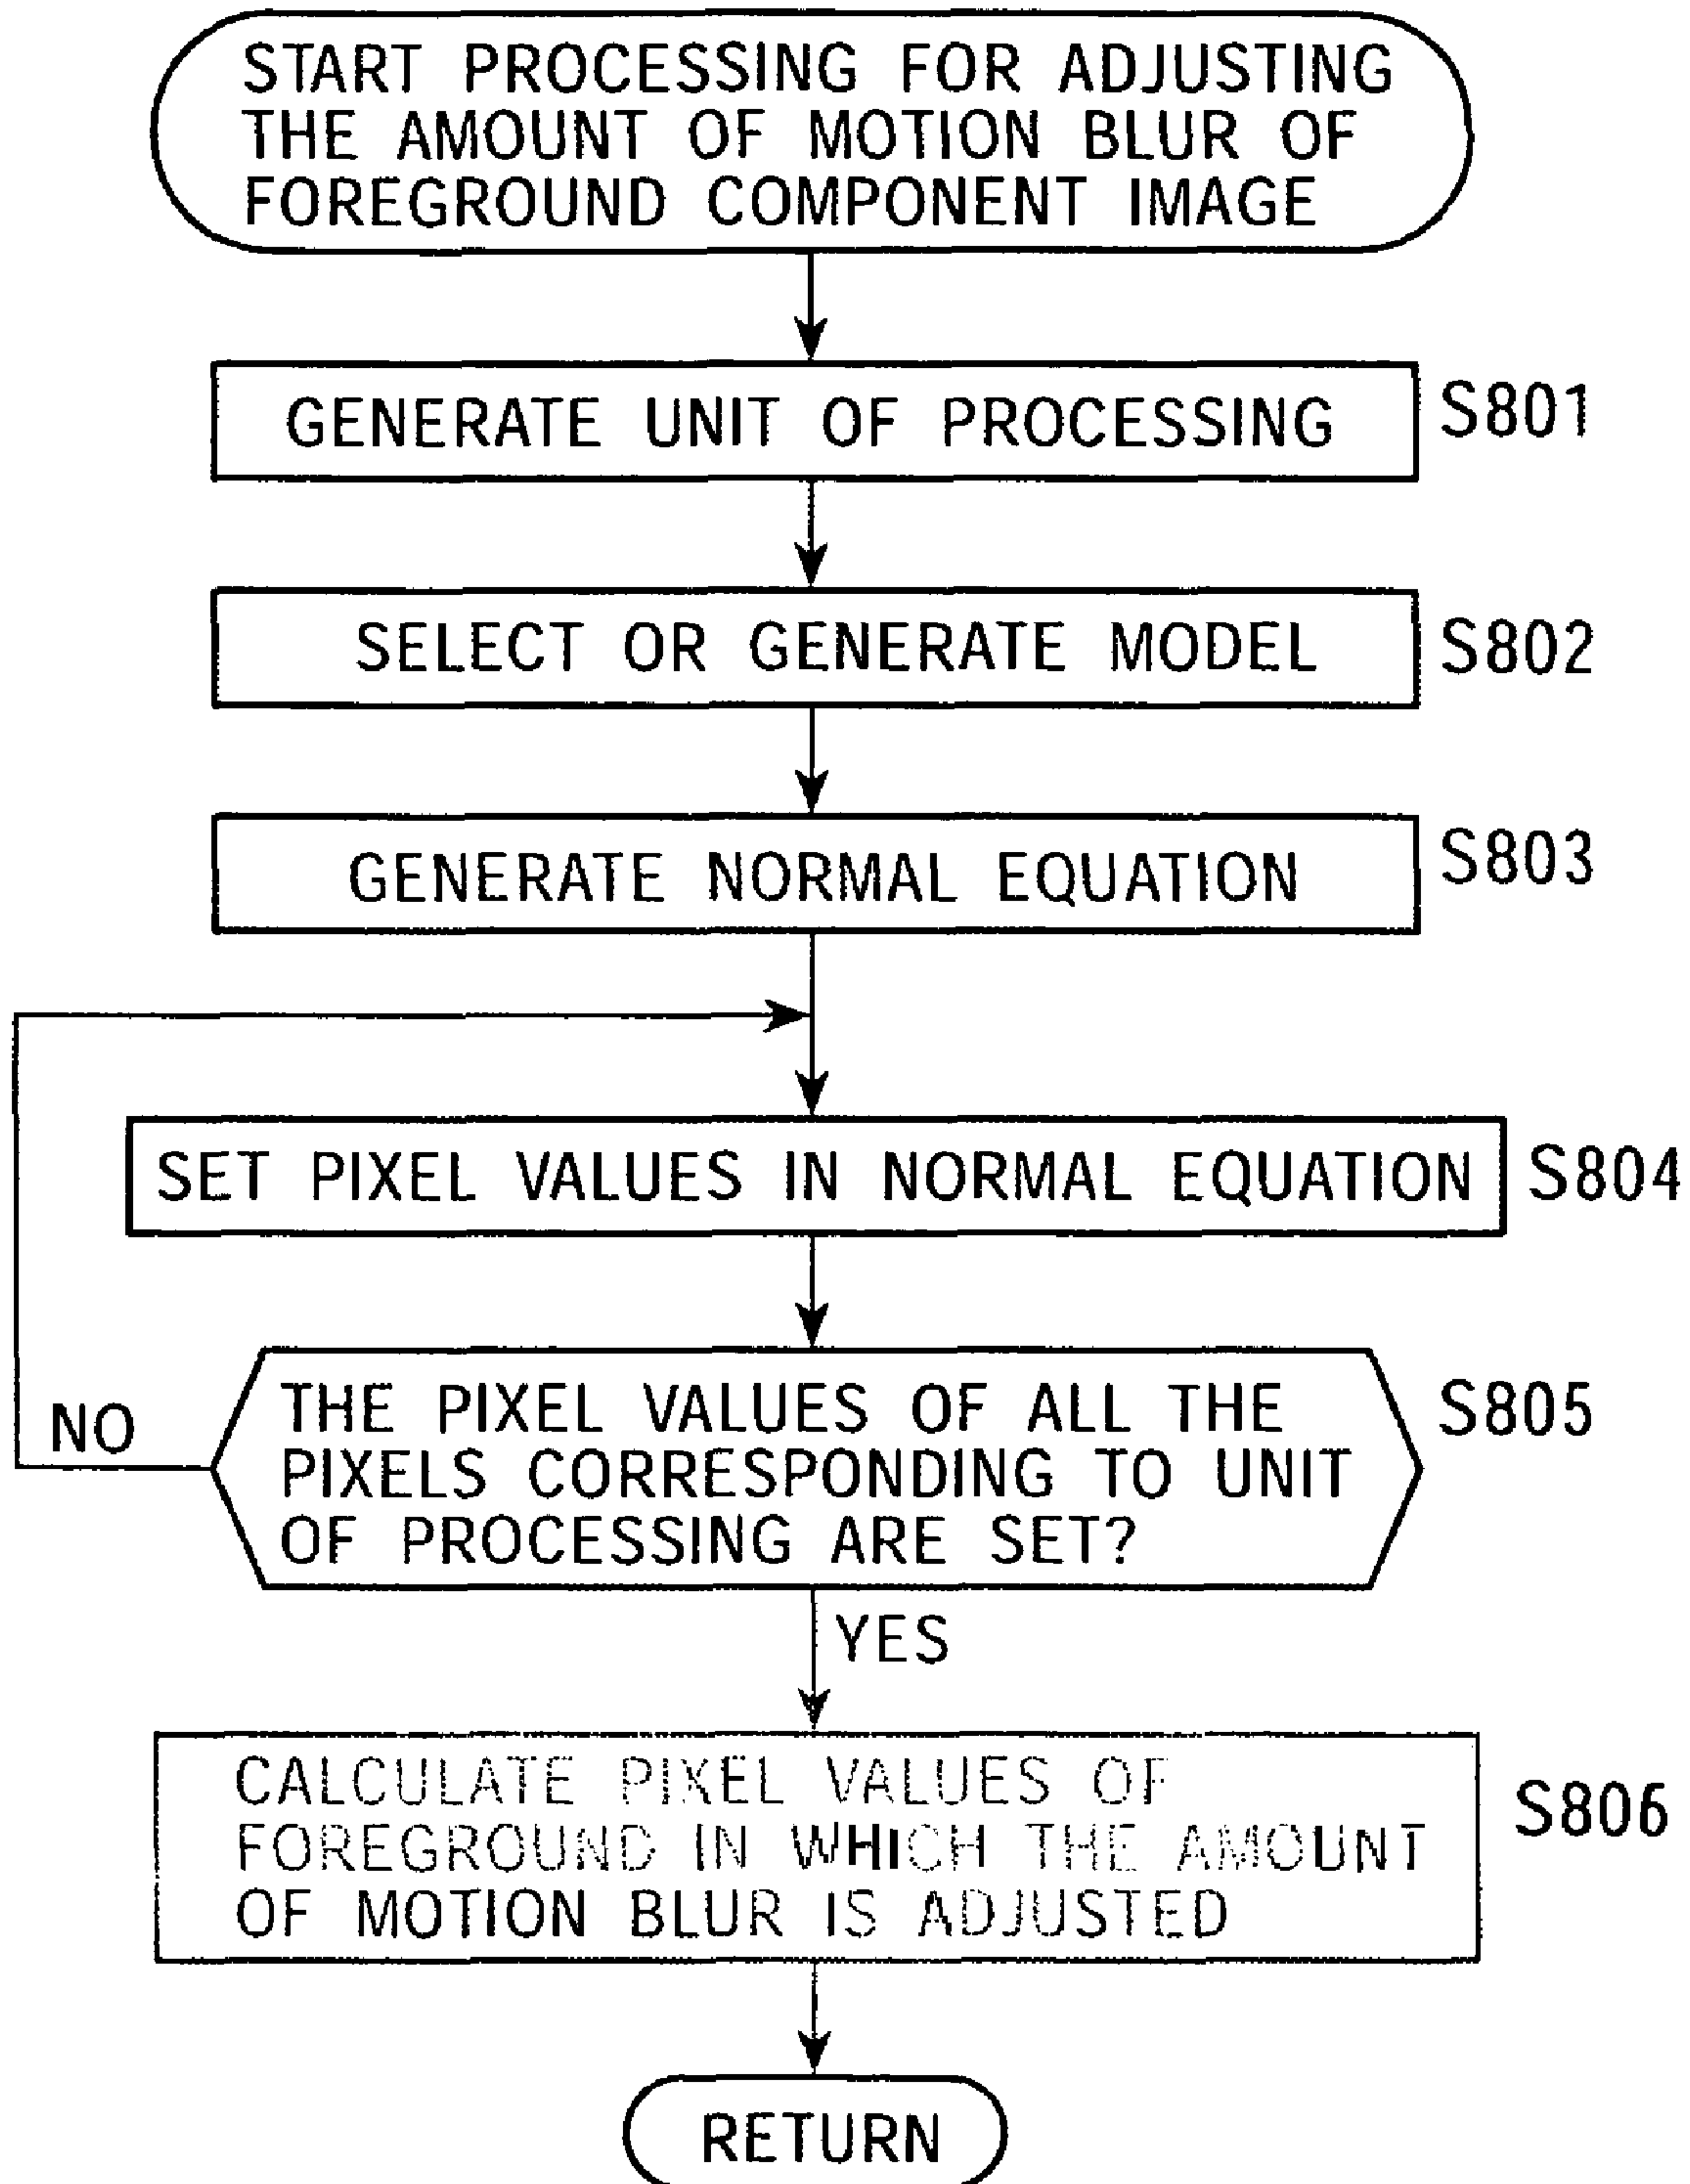 START PROCESSING FOR ADJUSTING
THE AMOUNT OF MOTION BLUR OF
FOREGROUND COMPONENT IMAGE
GENERATE UNIT OF PROCESSING
S801
SELECT OR GENERATE MODEL
S802
GENERATE NORMAL EQUATION
S803
SET PIXEL VALUES IN NORMAL EQUATION
S804
THE PIXEL VALUES OF ALL THE
PIXELS CORRESPONDING TO UNIT
OF PROCESSING ARE SET?
S805
NO
YES
CALCULATE PIXEL VALUES OF
FOREGROUND IN WHICH THE AMOUNT
OF MOTION BLUR IS ADJUSTED
S806
RETURN